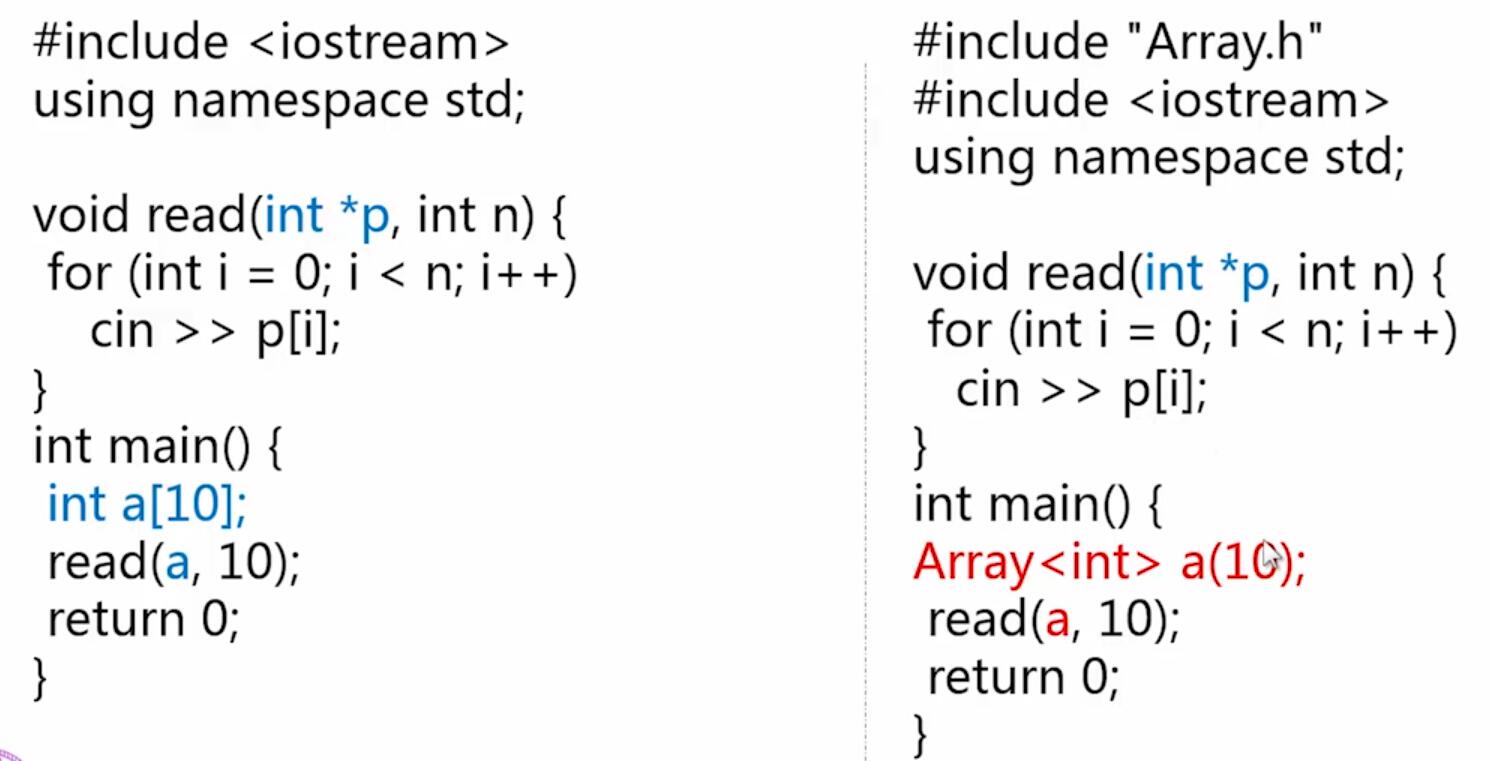 #include <iostream>
using namespace std;
void read(int *p, int n) {
for (int i = 0; i < n; i++)
cin >> p[i];
}
int main() {
int a[10];
read(a, 10);
return 0;
}
#include "Array.h"
#include <iostream>
using namespace std;
void read(int *p, int n) {
for (int i = 0; i < n; i++)
cin >> p[i];
}
int main() {
Array<int> a(10);
read(a, 10);
return 0;
}